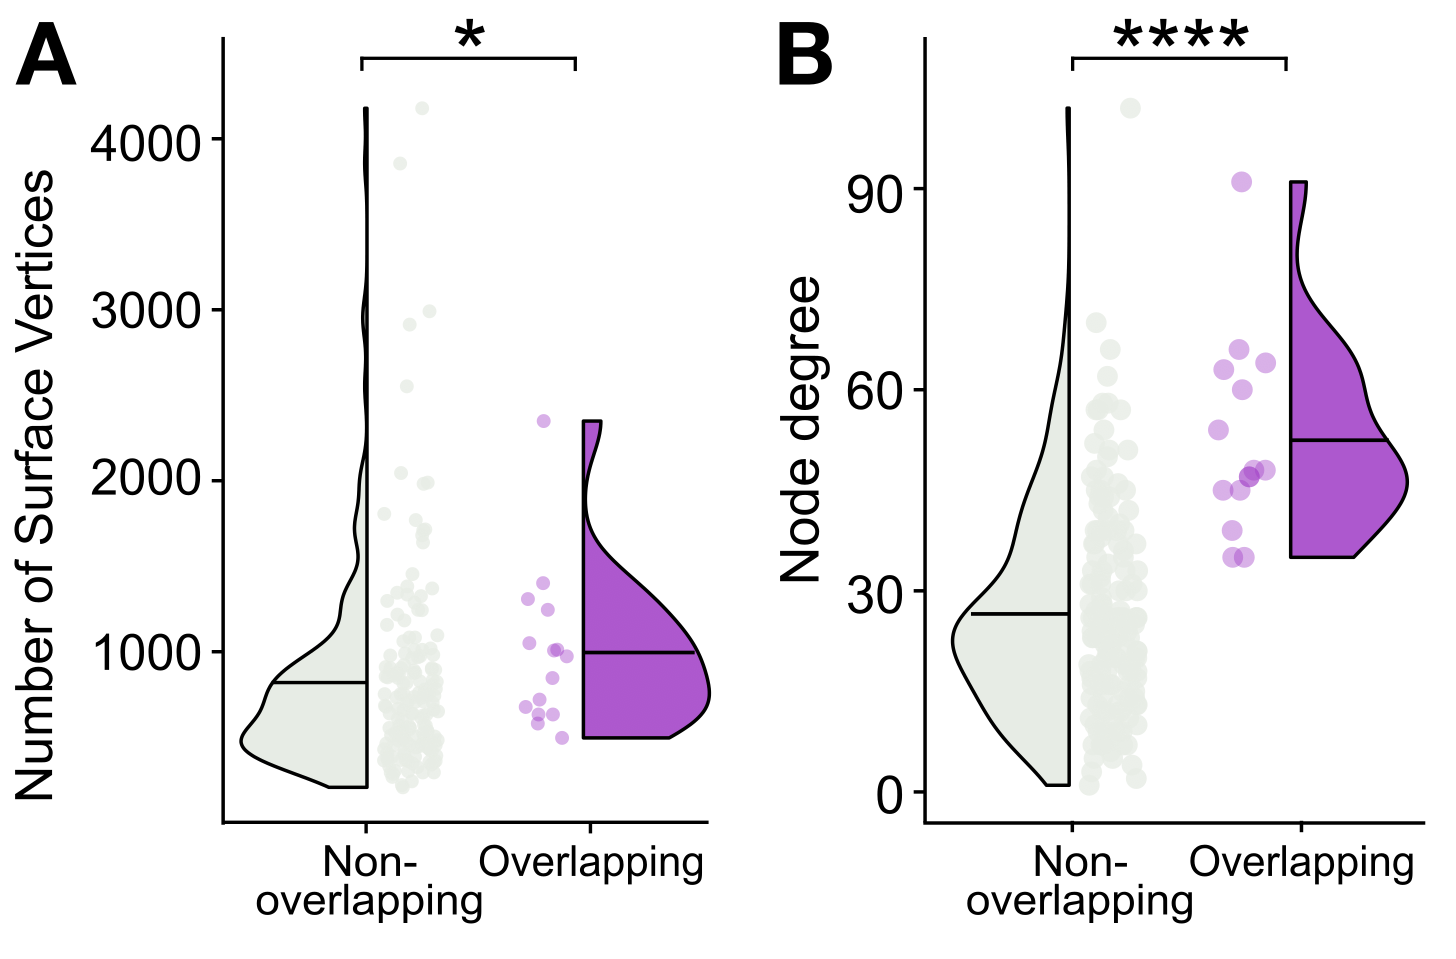 A
*
Number of Surface Vertices
4000
3000
2000
1000
Non-
overlapping
Overlapping
B
****
Node degree
90
60
30
0
Non-
overlapping
Overlapping